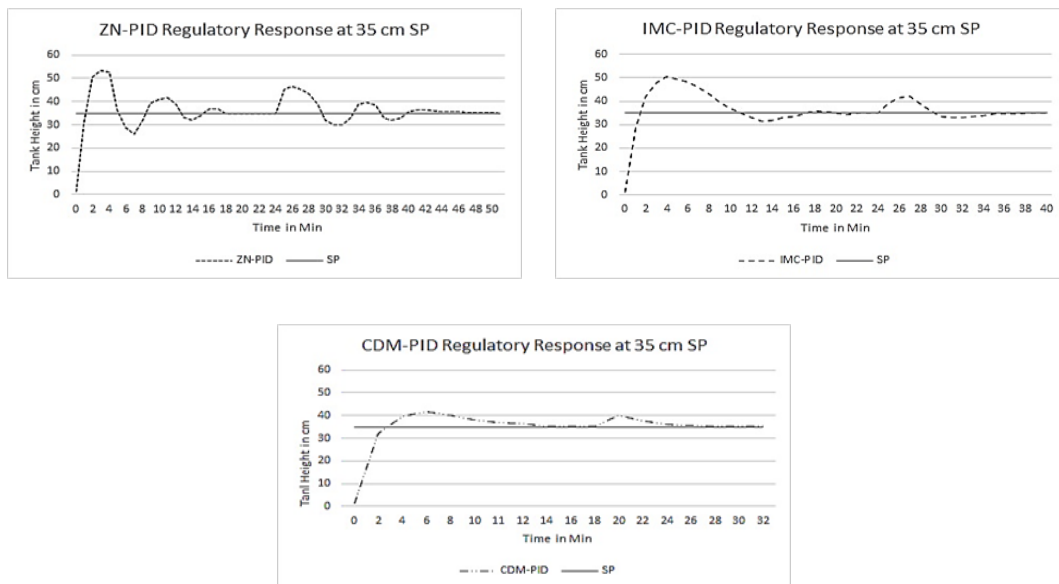 ZN-PID Regulatory Response at 35 cm SP
Tank Height in cm
60
50
40
30
20
10
0
0 2 4 6 8 10 12 14 16 18 20 22 24 26 28 30 32 34 36 38 40 42 44 46 48 50
Time in Min
ZN-PID SP
IMC-PID Regulatory Response at 35 cm SP
Tank Height in cm
60
50
40
30
20
10
0
0 2 4 6 8 10 12 14 16 18 20 22 24 26 28 30 32 34 36 38 40
Time in Min
IMC-PID SP
CDM-PID Regulatory Response at 35 cm SP
Tanl Height in cm
60
50
40
30
20
10
0
0 2 4 6 8 10 11 12 14 16 18 20 22 24 26 28 30 32
Time in Min
CDM-PID SP